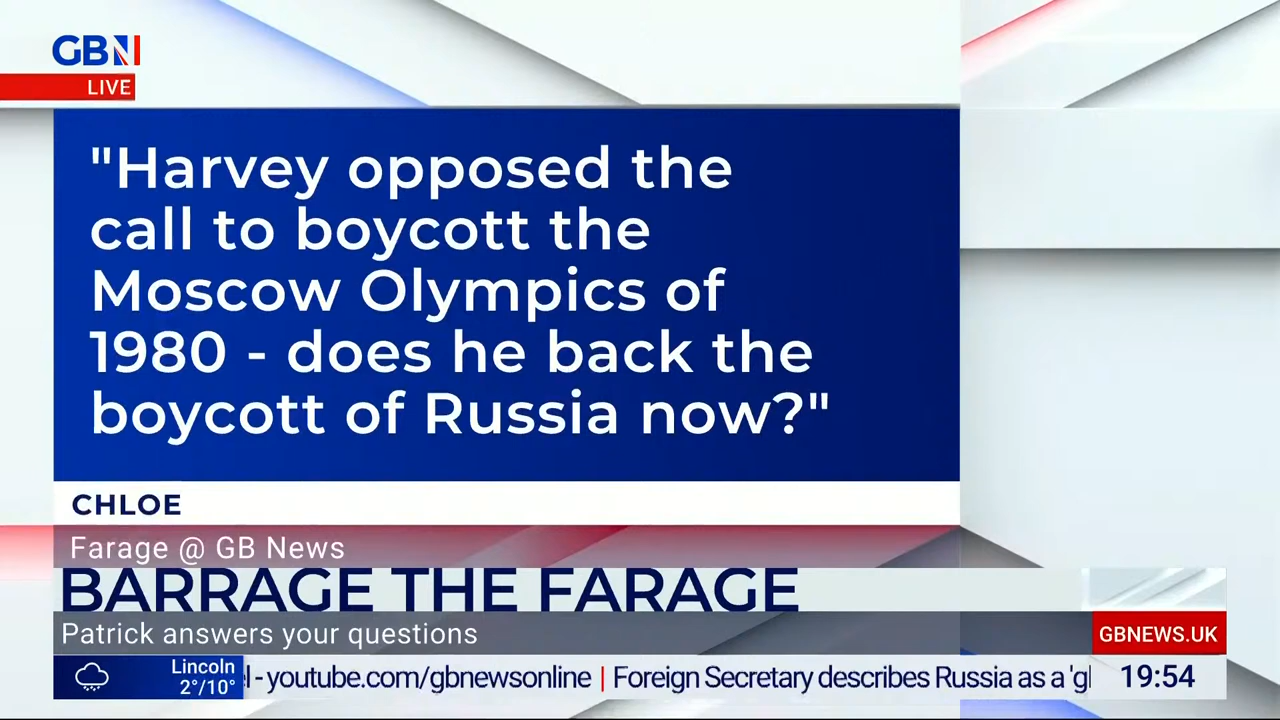 GBN
LIVE
"Harvey opposed the
call to boycott the
Moscow Olympics of
1980 - does he back the
boycott of Russia now?"
CHLOE
Farage @ GB News
BARRAGE THE FARAGE
Patrick answers your questions
GBNEWS.UK
Lincoln
2°/10°
- youtube.com/gbnewsonline | Foreign Secretary describes Russia as a 'gl
19:54